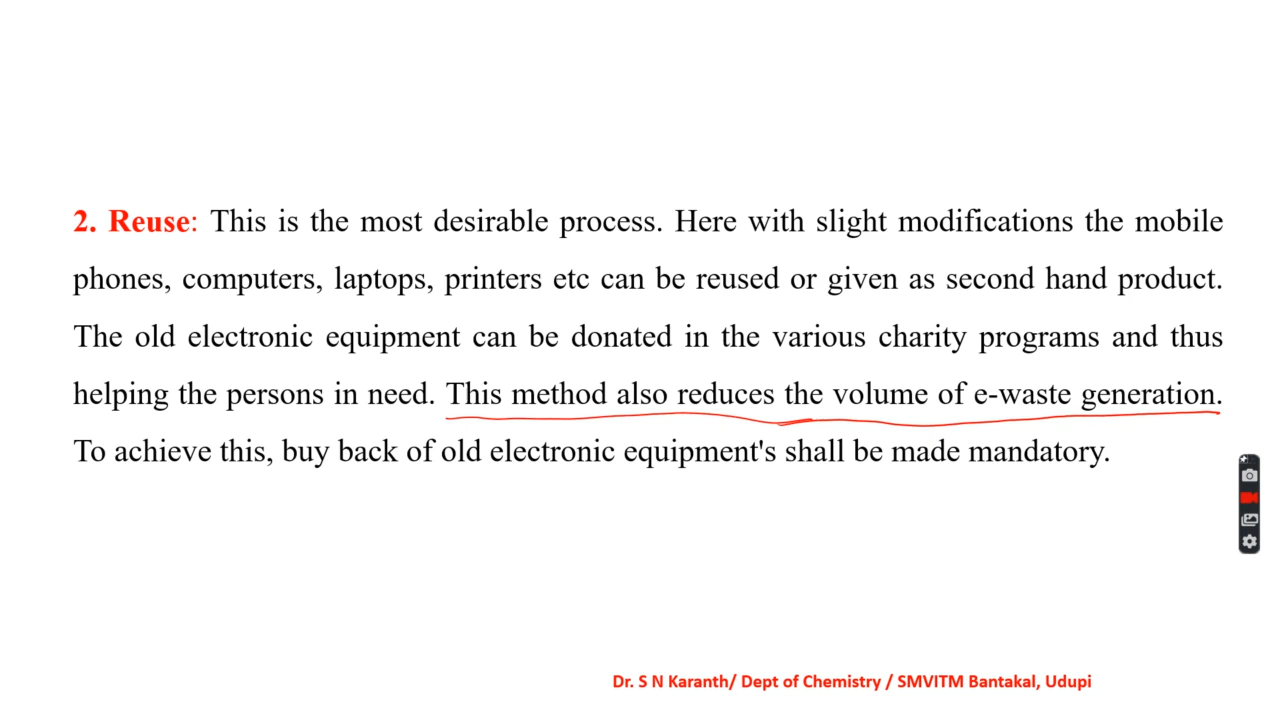 2. Reuse: This is the most desirable process. Here with slight modifications the mobile
phones, computers, laptops, printers etc can be reused or given as second hand product.
The old electronic equipment can be donated in the various charity programs and thus
helping the persons in need. This method also reduces the volume of e-waste generation.
To achieve this, buy back of old electronic equipment's shall be made mandatory.
Dr. S N Karanth/ Dept of Chemistry / SMVITM Bantakal, Udupi